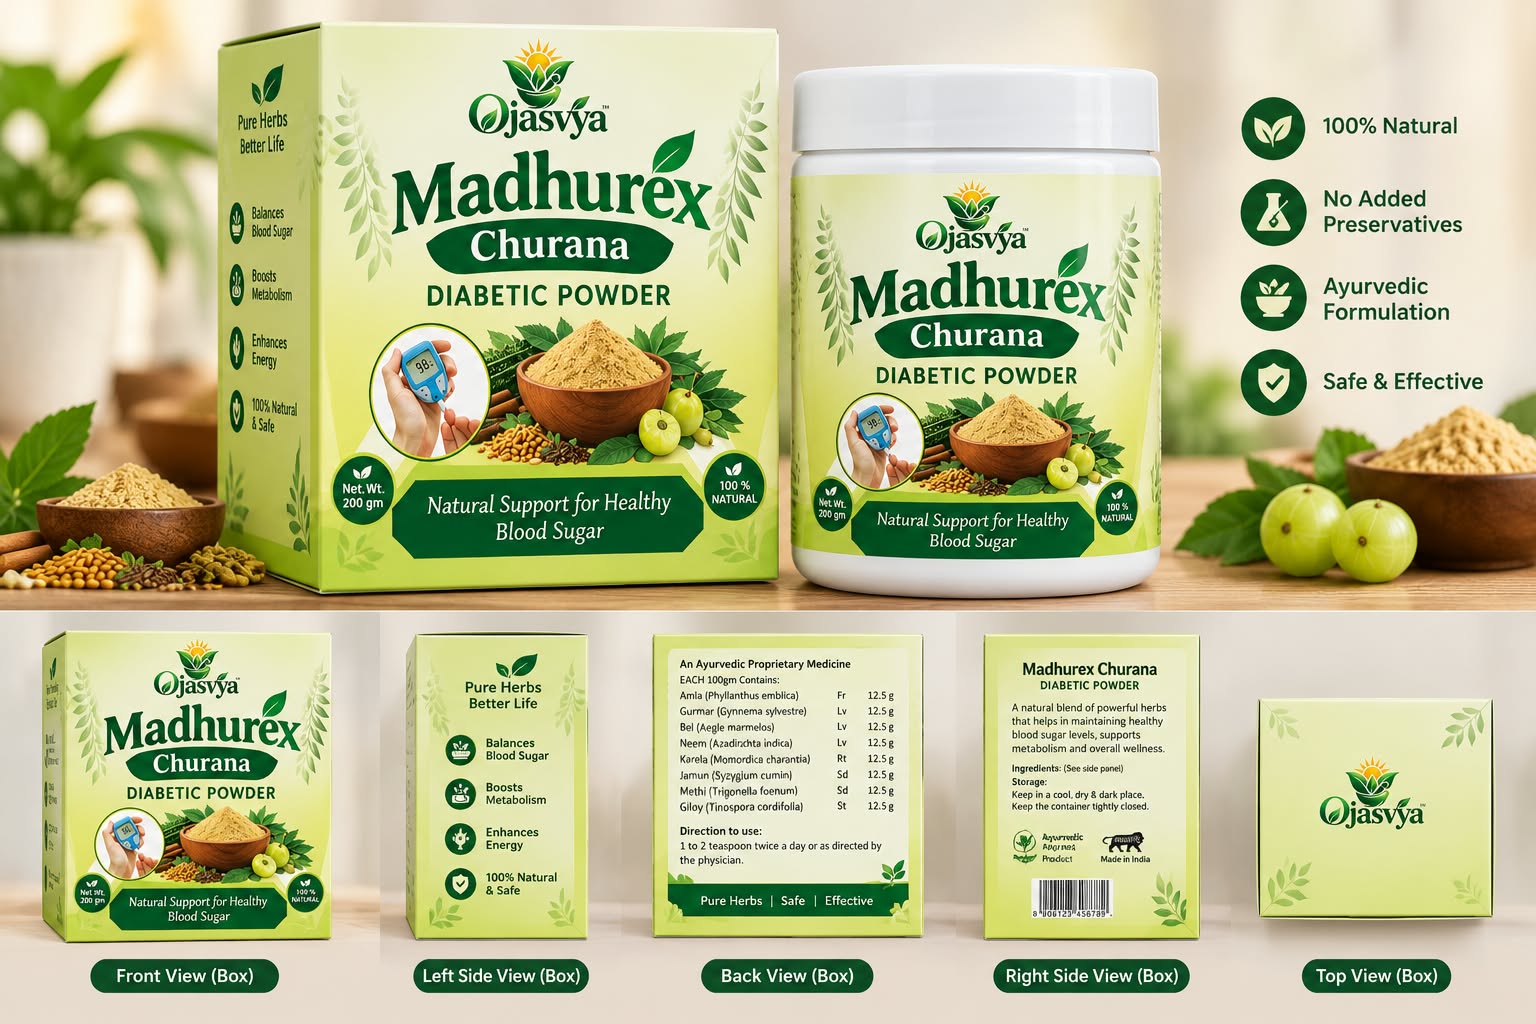 Pure Herbs
Better Life
Balances
Blood Sugar
Boosts
Metabolism
Enhances
Energy
100% Natural
& Safe
Ojasvya™
Madhurex
Churana
DIABETIC POWDER
98
Net. Wt.
200 gm
Natural Support for Healthy
Blood Sugar
100 %
NATURAL
Ojasvya™
Madhurex
Churana
DIABETIC POWDER
98
Net Wt.
200 gm
Natural Support for Healthy
Blood Sugar
100 %
NATURAL
100% Natural
No Added
Preservatives
Ayurvedic
Formulation
Safe & Effective
Ojasvya™
Madhurex
Churana
DIABETIC POWDER
Net Wt.
200 gm
Natural Support for Healthy
Blood Sugar
100 %
NATURAL
Front View (Box)
Pure Herbs
Better Life
Balances
Blood Sugar
Boosts
Metabolism
Enhances
Energy
100% Natural
& Safe
Left Side View (Box)
An Ayurvedic Proprietary Medicine
EACH 100gm Contains:
Amla (Phyllanthus emblica) Fr 12.5 g
Gurmar (Gynnema sylvestre) Lv 12.5 g
Bel (Aegle marmelos) Lv 12.5 g
Neem (Azadirachta indica) Lv 12.5 g
Karela (Momordica charantia) Rt 12.5 g
Jamun (Syzygium cumin) Sd 12.5 g
Methi (Trigonella foenum) Sd 12.5 g
Giloy (Tinospora cordifolla) St 12.5 g
Direction to use:
1 to 2 teaspoon twice a day or as directed by
the physician.
Pure Herbs | Safe | Effective
Back View (Box)
Madhurex Churana
DIABETIC POWDER
A natural blend of powerful herbs
that helps in maintaining healthy
blood sugar levels, supports
metabolism and overall wellness.
Ingredients: (See side panel)
Storage:
Keep in a cool, dry & dark place.
Keep the container tightly closed.
Product
Made in India
Right Side View (Box)
Ojasvya™
Top View (Box)